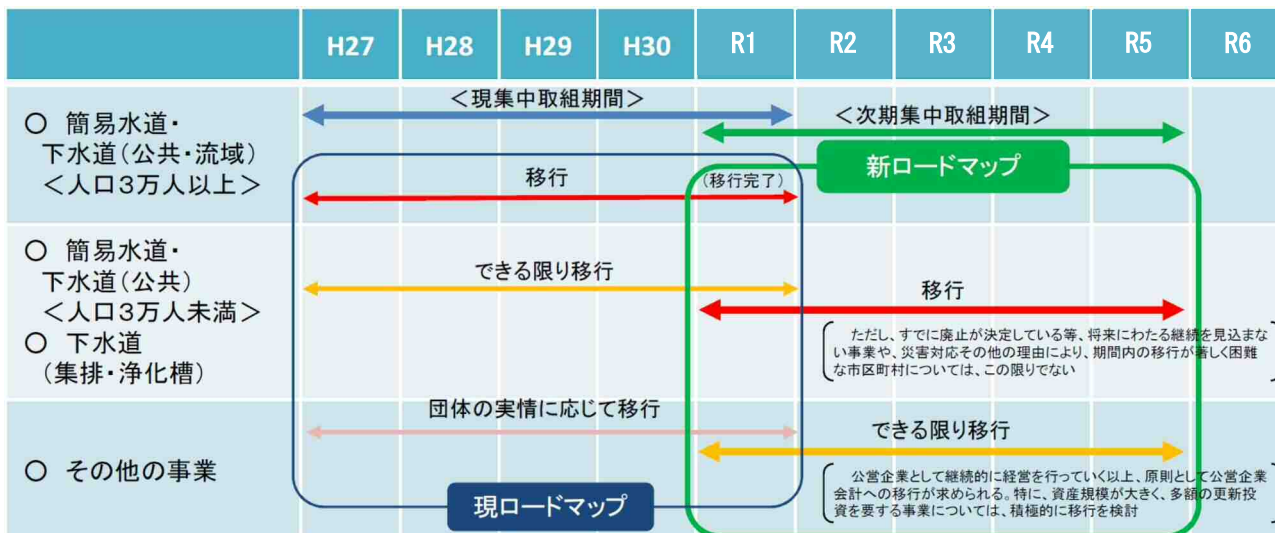 H27 H28 H29 H30 R1 R2 R3 R4 R5 R6
○ 簡易水道・
下水道(公共・流域)
<人口3万人以上>
<現集中取組期間>
<次期集中取組期間>
新ロードマップ
移行
(移行完了)
○ 簡易水道・
下水道(公共)
<人口3万人未満>
○ 下水道
(集排・浄化槽)
できる限り移行
移行
ただし、すでに廃止が決定している等、将来にわたる継続を見込まな
い事業や、災害対応その他の理由により、期間内の移行が著しく困難
な市区町村については、この限りでない
○ その他の事業
団体の実情に応じて移行
できる限り移行
公営企業として継続的に経営を行っていく以上、原則として公営企業
会計への移行が求められる。特に、資産規模が大きく、多額の更新投
資を要する事業については、積極的に移行を検討
現ロードマップ